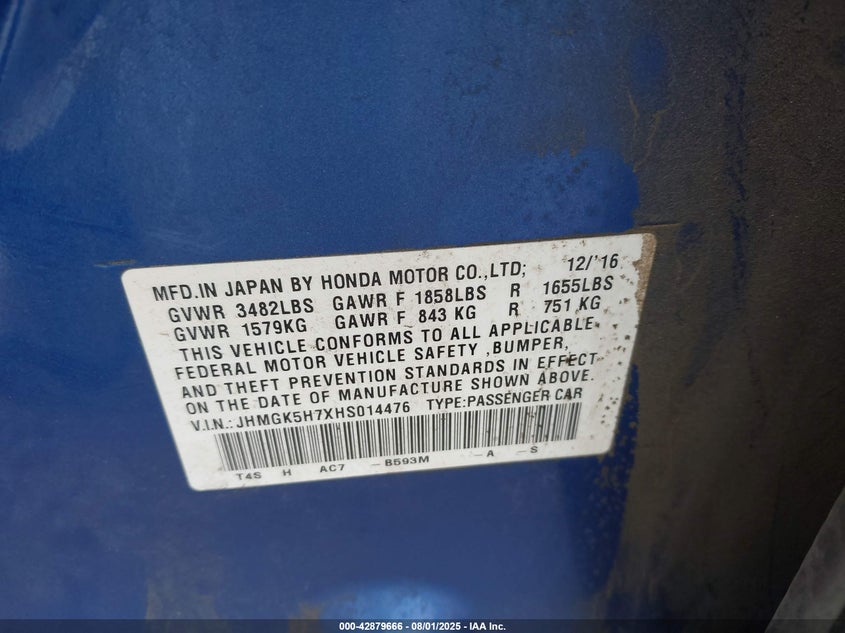 MFD.IN JAPAN BY HONDA MOTOR CO.,LTD; 12/'16
GVWR 3482LBS GAWR F 1858LBS R 1655LBS
GVWR 1579KG GAWR F 843 KG R 751 KG
THIS VEHICLE CONFORMS TO ALL APPLICABLE
FEDERAL MOTOR VEHICLE SAFETY ,BUMPER,
AND THEFT PREVENTION STANDARDS IN EFFECT
ON THE DATE OF MANUFACTURE SHOWN ABOVE.
V.I.N.: JHMGK5H7XHS014476 TYPE:PASSENGER CAR
T4S H AC7 -B593M -A -S
000-42879666 - 08/01/2025 - IAA Inc.